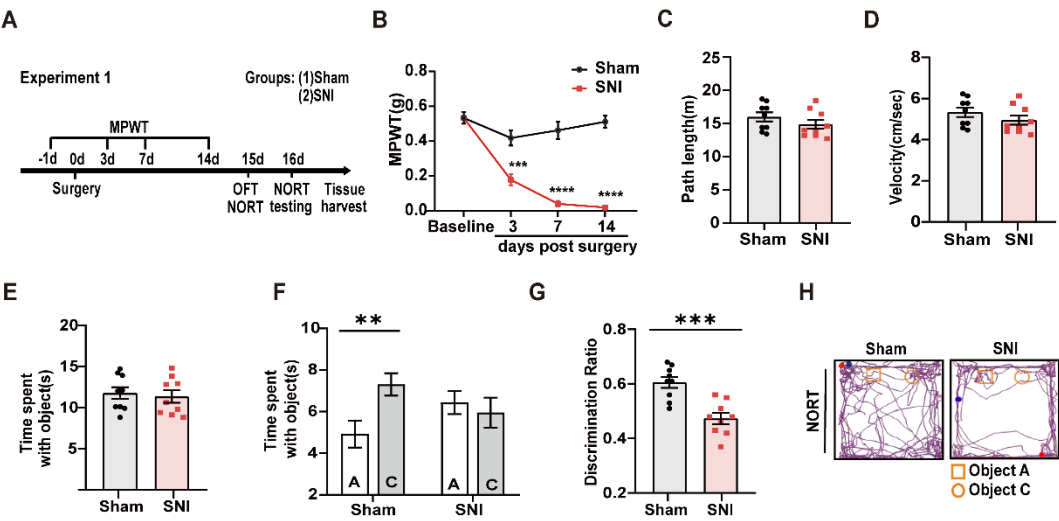 A
Experiment 1
Groups: (1)Sham
(2)SNI
MPWT
-1d 0d 3d 7d 14d 15d 16d
Surgery
OFT NORT Tissue
NORT testing harvest
B
MPWT(g)
0.8
0.6
0.4
0.2
0.0
Sham
SNI
***
****
****
Baseline 3 7 14
days post surgery
C
Path length(m)
25
20
15
10
5
0
Sham SNI
D
Velocity(cm/sec)
8
6
4
2
0
Sham SNI
E
Time spent
with object(s)
20
15
10
5
Sham SNI
F
Time spent
with object(s)
10
8
6
4
2
**
A C A C
Sham SNI
G
Discrimination Ratio
0.8
0.6
0.4
0.2
***
Sham SNI
H
Sham SNI
NORT
Object A
Object C